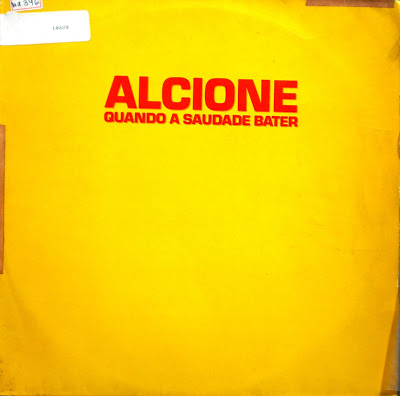 ALCIONE
QUANDO A SAUDADE BATER